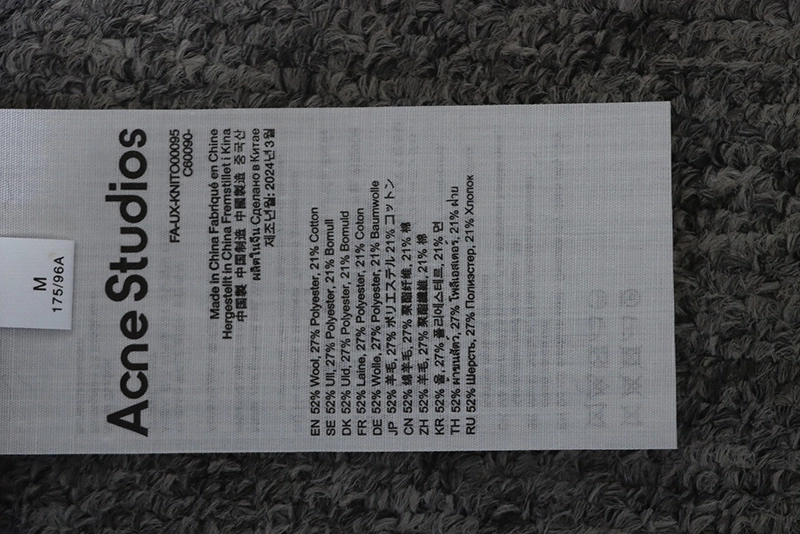 M
175/96A
Acne Studios
FA-UX-KNIT000095
C60090-
Made in China Fabriqué en Chine
Hergestellt in China Fremstillet i Kina
中国製 中国制造 中國製造 중국산
ผลิตในจีน Сделано в Китае
제조년월: 2024년 3월
EN 52% Wool, 27% Polyester, 21% Cotton
SE 52% Ull, 27% Polyester, 21% Bomull
DK 52% Uld, 27% Polyester, 21% Bomuld
FR 52% Laine, 27% Polyester, 21% Coton
DE 52% Wolle, 27% Polyester, 21% Baumwolle
JP 52% 羊毛, 27% ポリエステル 21% コットン
CN 52% 绵羊毛, 27% 聚酯纤维, 21% 棉
ZH 52% 羊毛, 27% 聚酯纖維, 21% 棉
KR 52% 울, 27% 폴리에스테르, 21% 면
TH 52% ผ้าขนสัตว์, 27% โพลีเอสเตอร์, 21% ฝ้าย
RU 52% Шерсть, 27% Полиэстер, 21% Хлопок